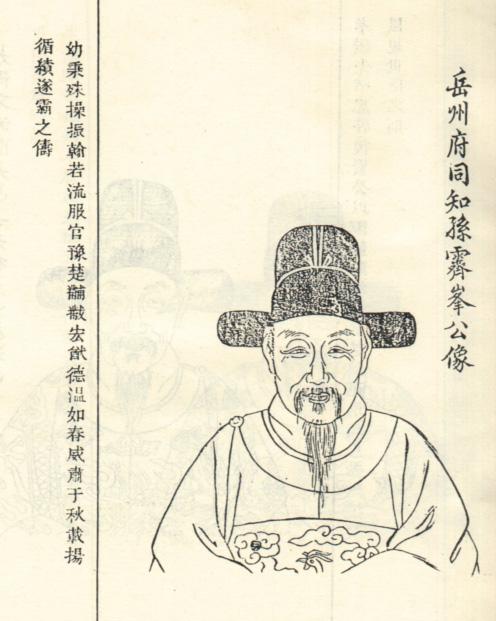 岳州府同知孫霽峯公像
幼秉殊操振翰若流服官豫楚黼黻宏猷德温如春威肅于秋載揚
循績遂霸之儔